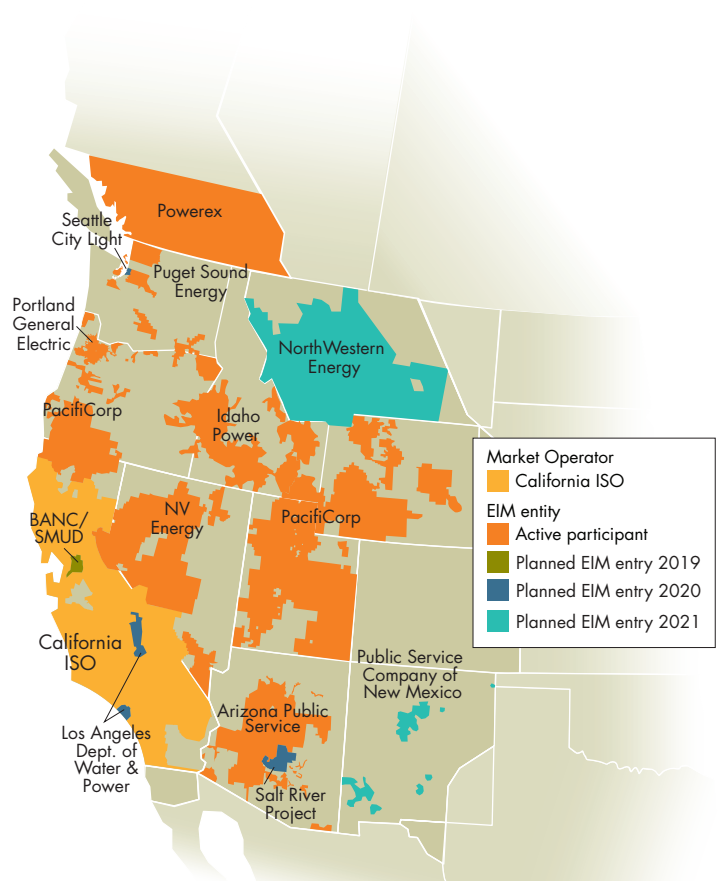 Powerex
Seattle
City Light
Puget Sound
Energy
Portland
General
Electric
NorthWestern
Energy
PacifiCorp
Idaho
Power
Market Operator
California ISO
EIM entity
Active participant
Planned EIM entry 2019
Planned EIM entry 2020
Planned EIM entry 2021
NV
Energy
PacifiCorp
BANC/
SMUD
California
ISO
Public Service
Company of
New Mexico
Arizona Public
Service
Los Angeles
Dept. of
Water &
Power
Salt River
Project